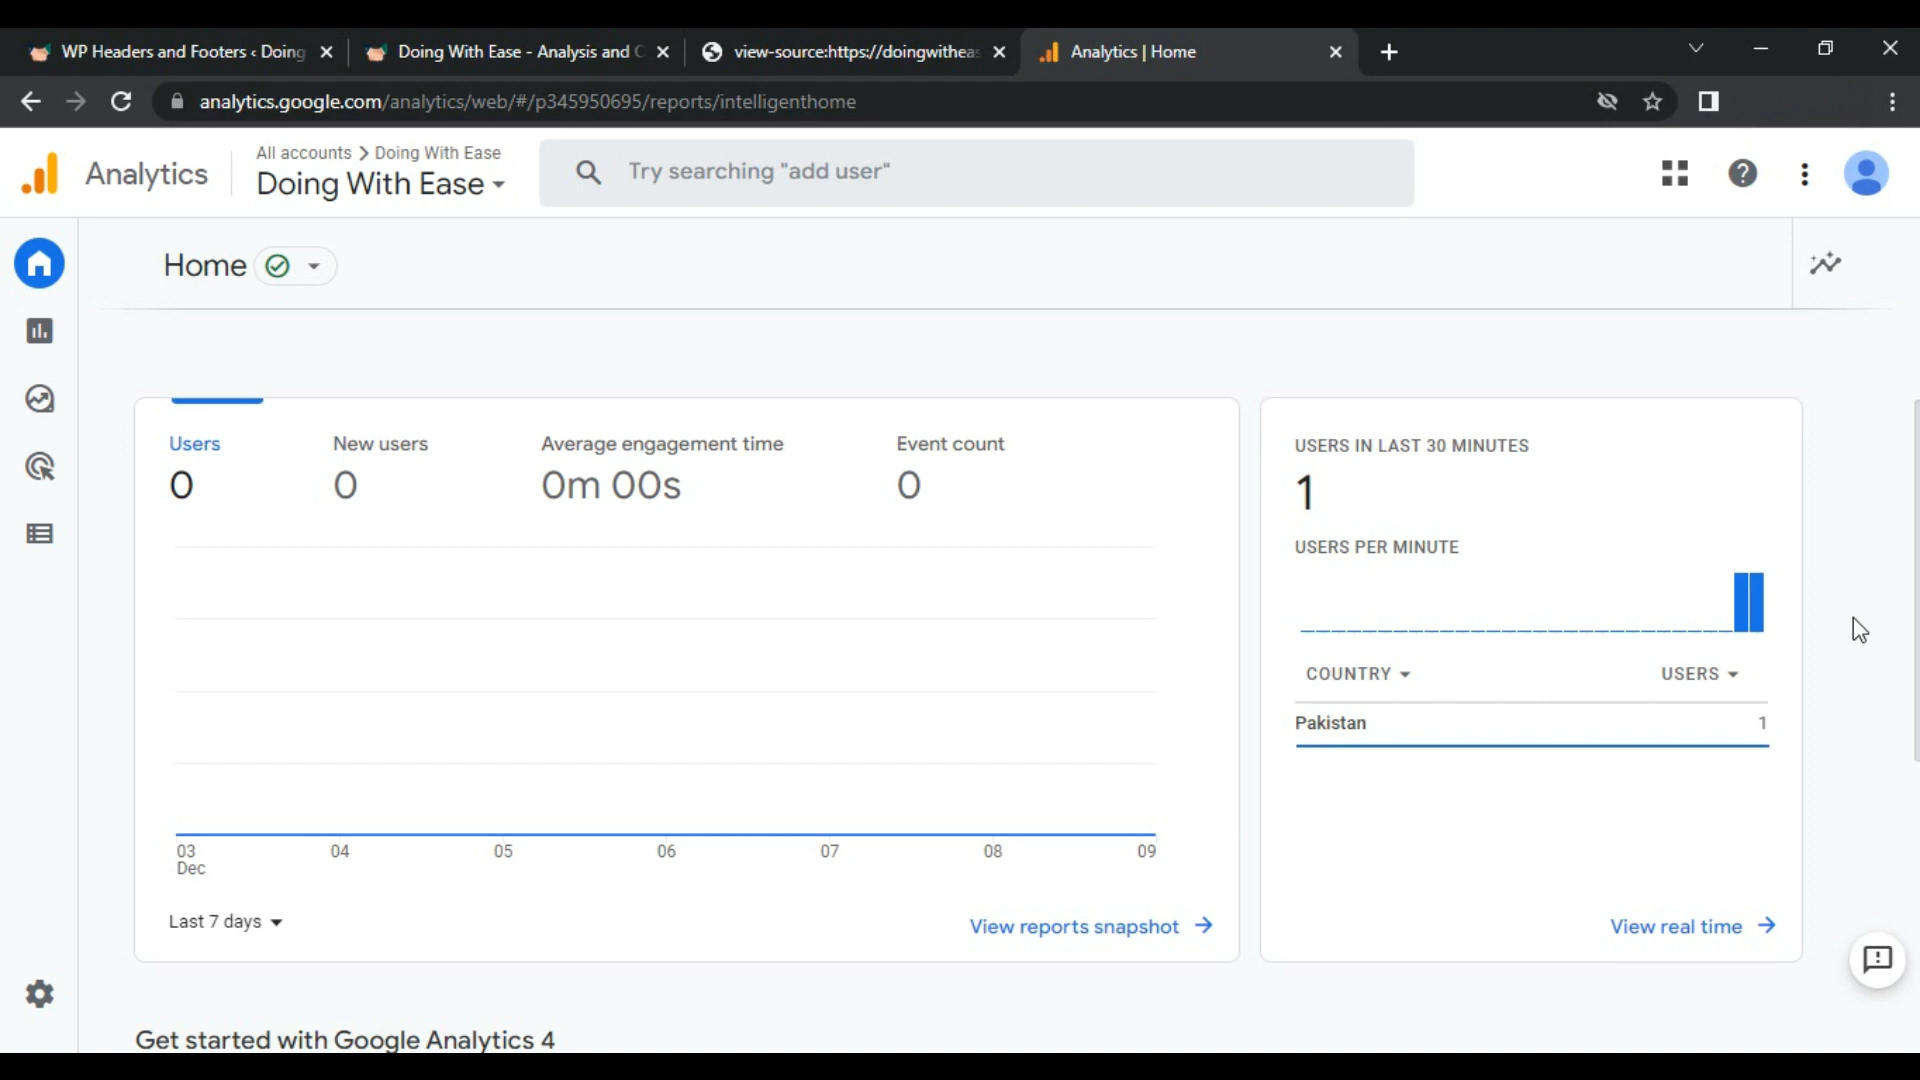 WP Headers and Footers ‹ Doing
Doing With Ease - Analysis and C
view-source:https://doingwitheas
Analytics | Home
analytics.google.com/analytics/web/#/p345950695/reports/intelligenthome
Analytics
All accounts > Doing With Ease
Doing With Ease
Try searching "add user"
Home
Users
New users
Average engagement time
Event count
0
0
0m 00s
0
03
Dec
04
05
06
07
08
09
Last 7 days
View reports snapshot
USERS IN LAST 30 MINUTES
1
USERS PER MINUTE
COUNTRY
USERS
Pakistan
1
View real time
Get started with Google Analytics 4